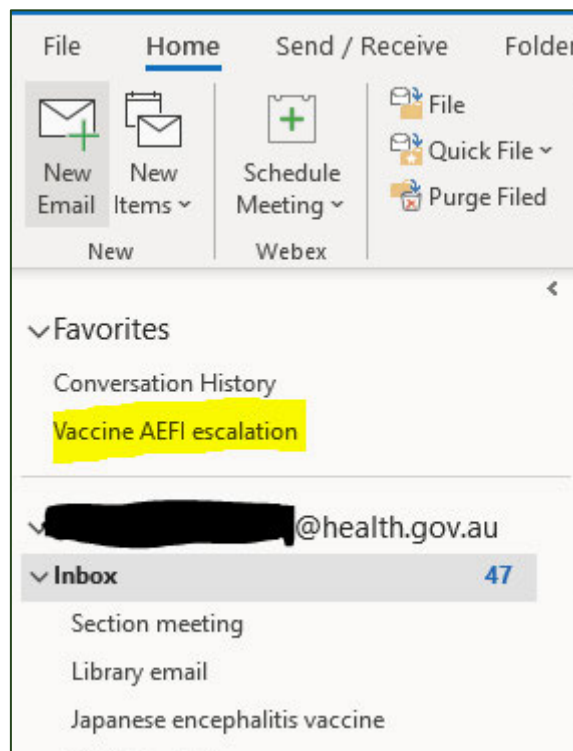 File Home Send / Receive Folder
File
New New Schedule Quick File
Email Items Meeting Purge Filed
New Webex
Favorites
Conversation History
Vaccine AEFI escalation
@health.gov.au
Inbox 47
Section meeting
Library email
Japanese encephalitis vaccine